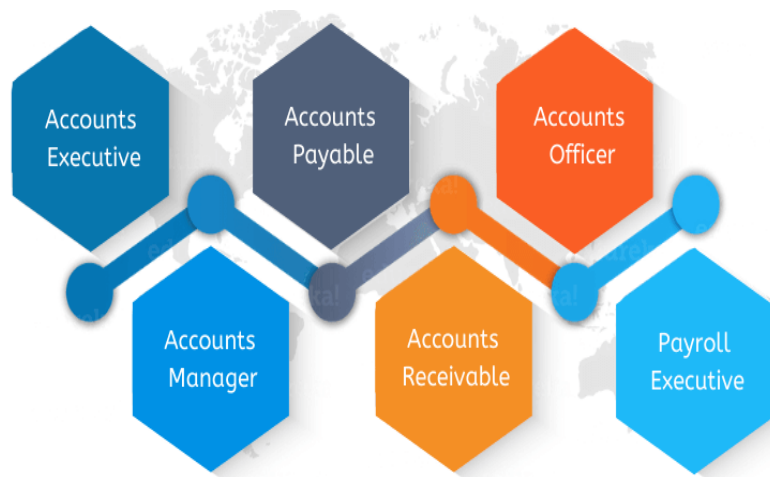 Accounts
Executive
Accounts
Payable
Accounts
Officer
Accounts
Manager
Accounts
Receivable
Payroll
Executive